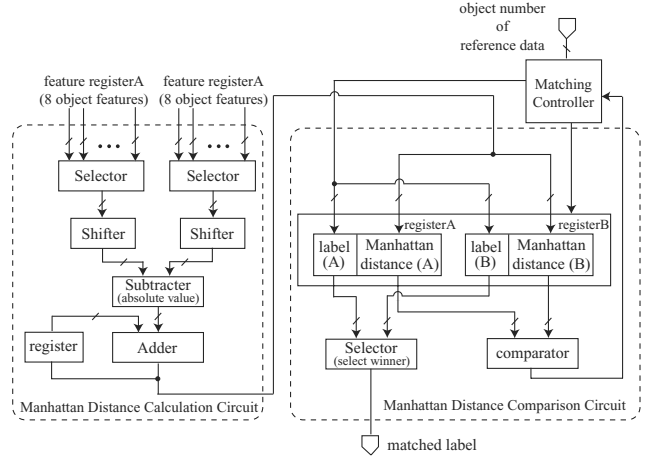 object number
of
reference data
feature registerA
(8 object features)
feature registerA
(8 object features)
Matching
Controller
Selector
Selector
Shifter
Shifter
Subtracter
(absolute value)
register
Adder
Manhattan Distance Calculation Circuit
registerA
registerB
label
(A)
Manhattan
distance (A)
label
(B)
Manhattan
distance (B)
Selector
(select winner)
comparator
Manhattan Distance Comparison Circuit
matched label